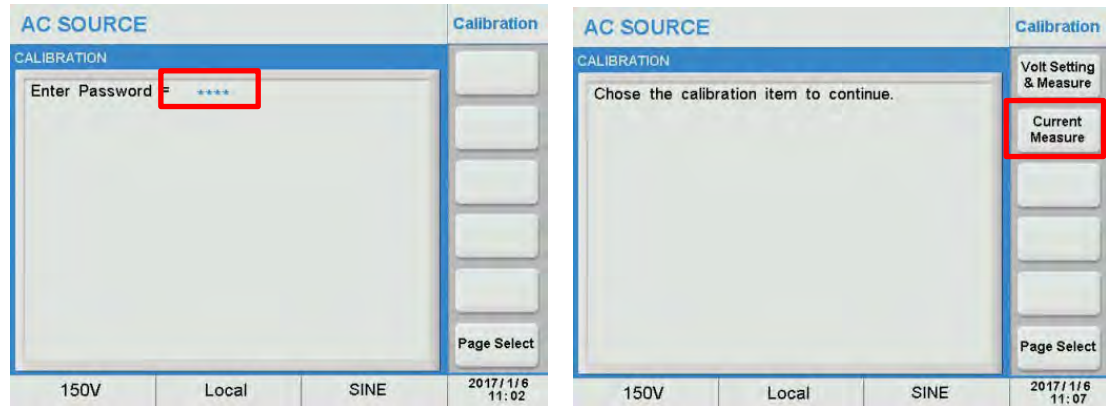 AC SOURCE
Calibration
CALIBRATION
Enter Password = ****
Page Select
150V
Local
SINE
2017/1/6
11:02
AC SOURCE
Calibration
CALIBRATION
Volt Setting
& Measure
Chose the calibration item to continue.
Current
Measure
Page Select
150V
Local
SINE
2017/1/6
11:07